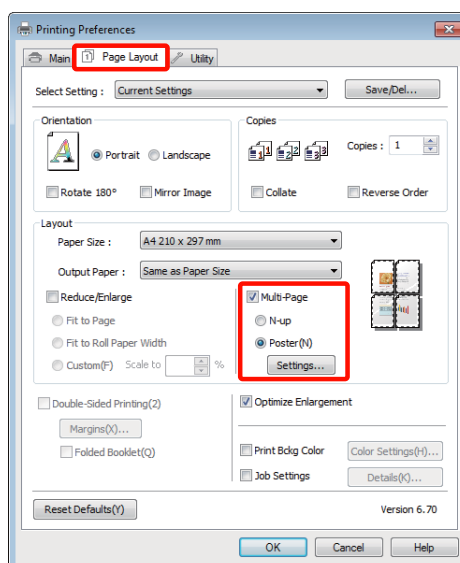 Printing Preferences
Main Page Layout Utility
Select Setting : Current Settings Save/Del...
Orientation Copies
Portrait Landscape Copies : 1
Rotate 180° Mirror Image Collate Reverse Order
Layout
Paper Size : A4 210 x 297 mm
Output Paper : Same as Paper Size
Reduce/Enlarge Multi-Page
Fit to Page N-up
Fit to Roll Paper Width Poster(N)
Custom(F) Scale to % Settings...
Double-Sided Printing(2) Optimize Enlargement
Margins(X)...
Folded Booklet(Q) Print Bckg Color Color Settings(H)...
Job Settings Details(K)...
Reset Defaults(Y) Version 6.70
OK Cancel Help